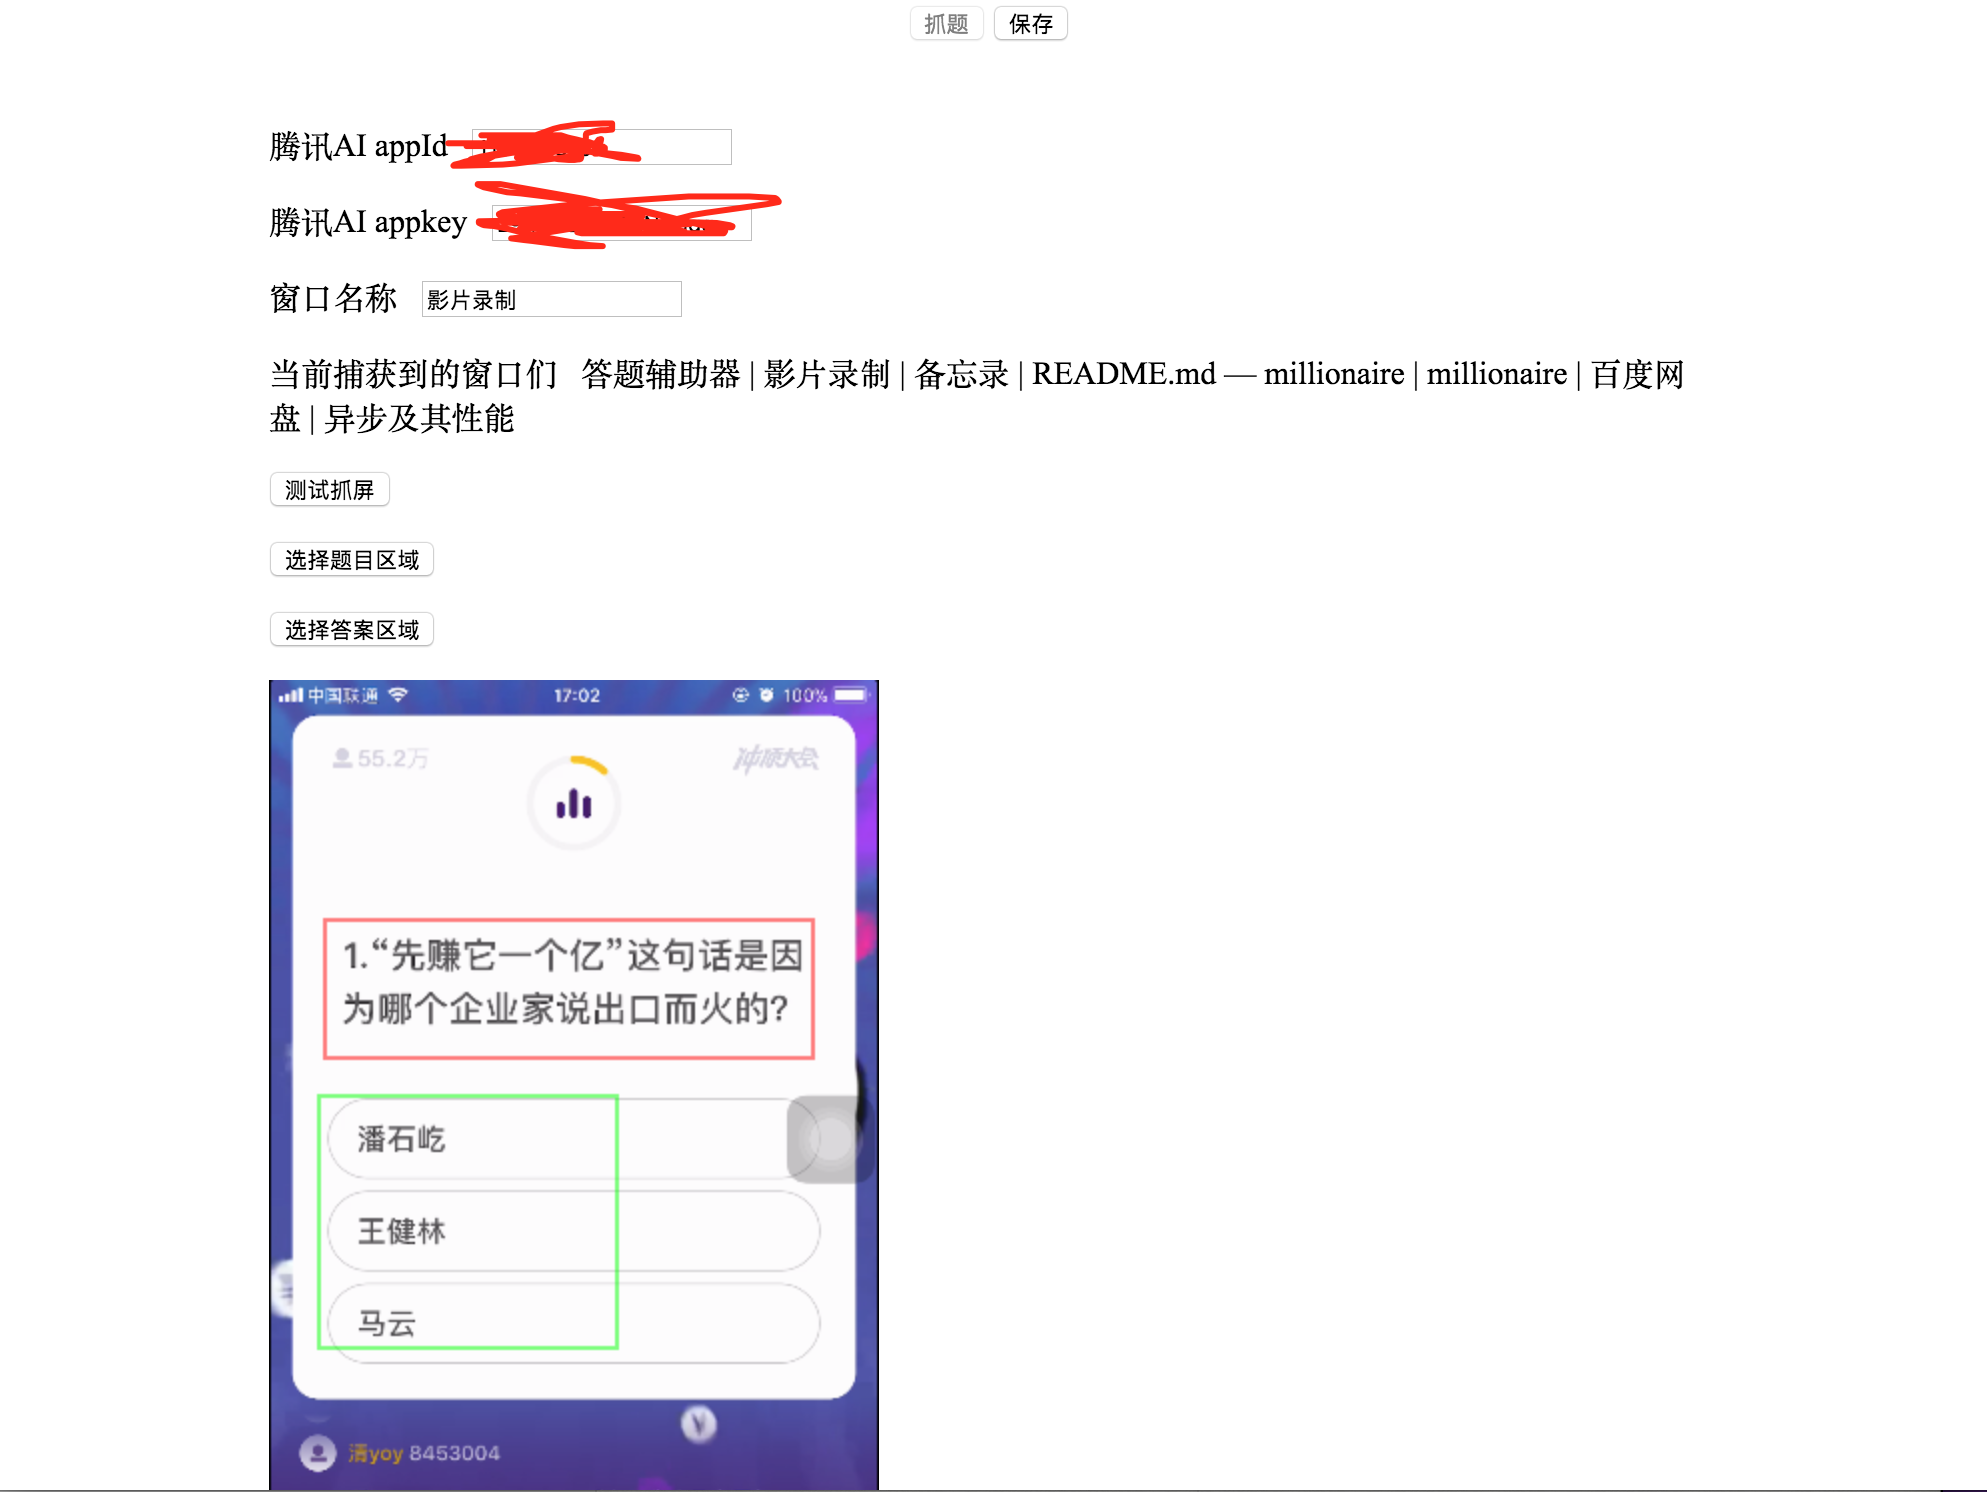 抓题 保存
腾讯AI appId
腾讯AI appkey
窗口名称 影片录制
当前捕获到的窗口们 答题辅助器 | 影片录制 | 备忘录 | README.md — millionaire | millionaire | 百度网
盘 | 异步及其性能
测试抓屏
选择题目区域
选择答案区域
中国联通 17:02 100%
55.2万 冲顶大会
1.“先赚它一个亿”这句话是因
为哪个企业家说出口而火的?
潘石屹
王健林
马云
清yoy 8453004